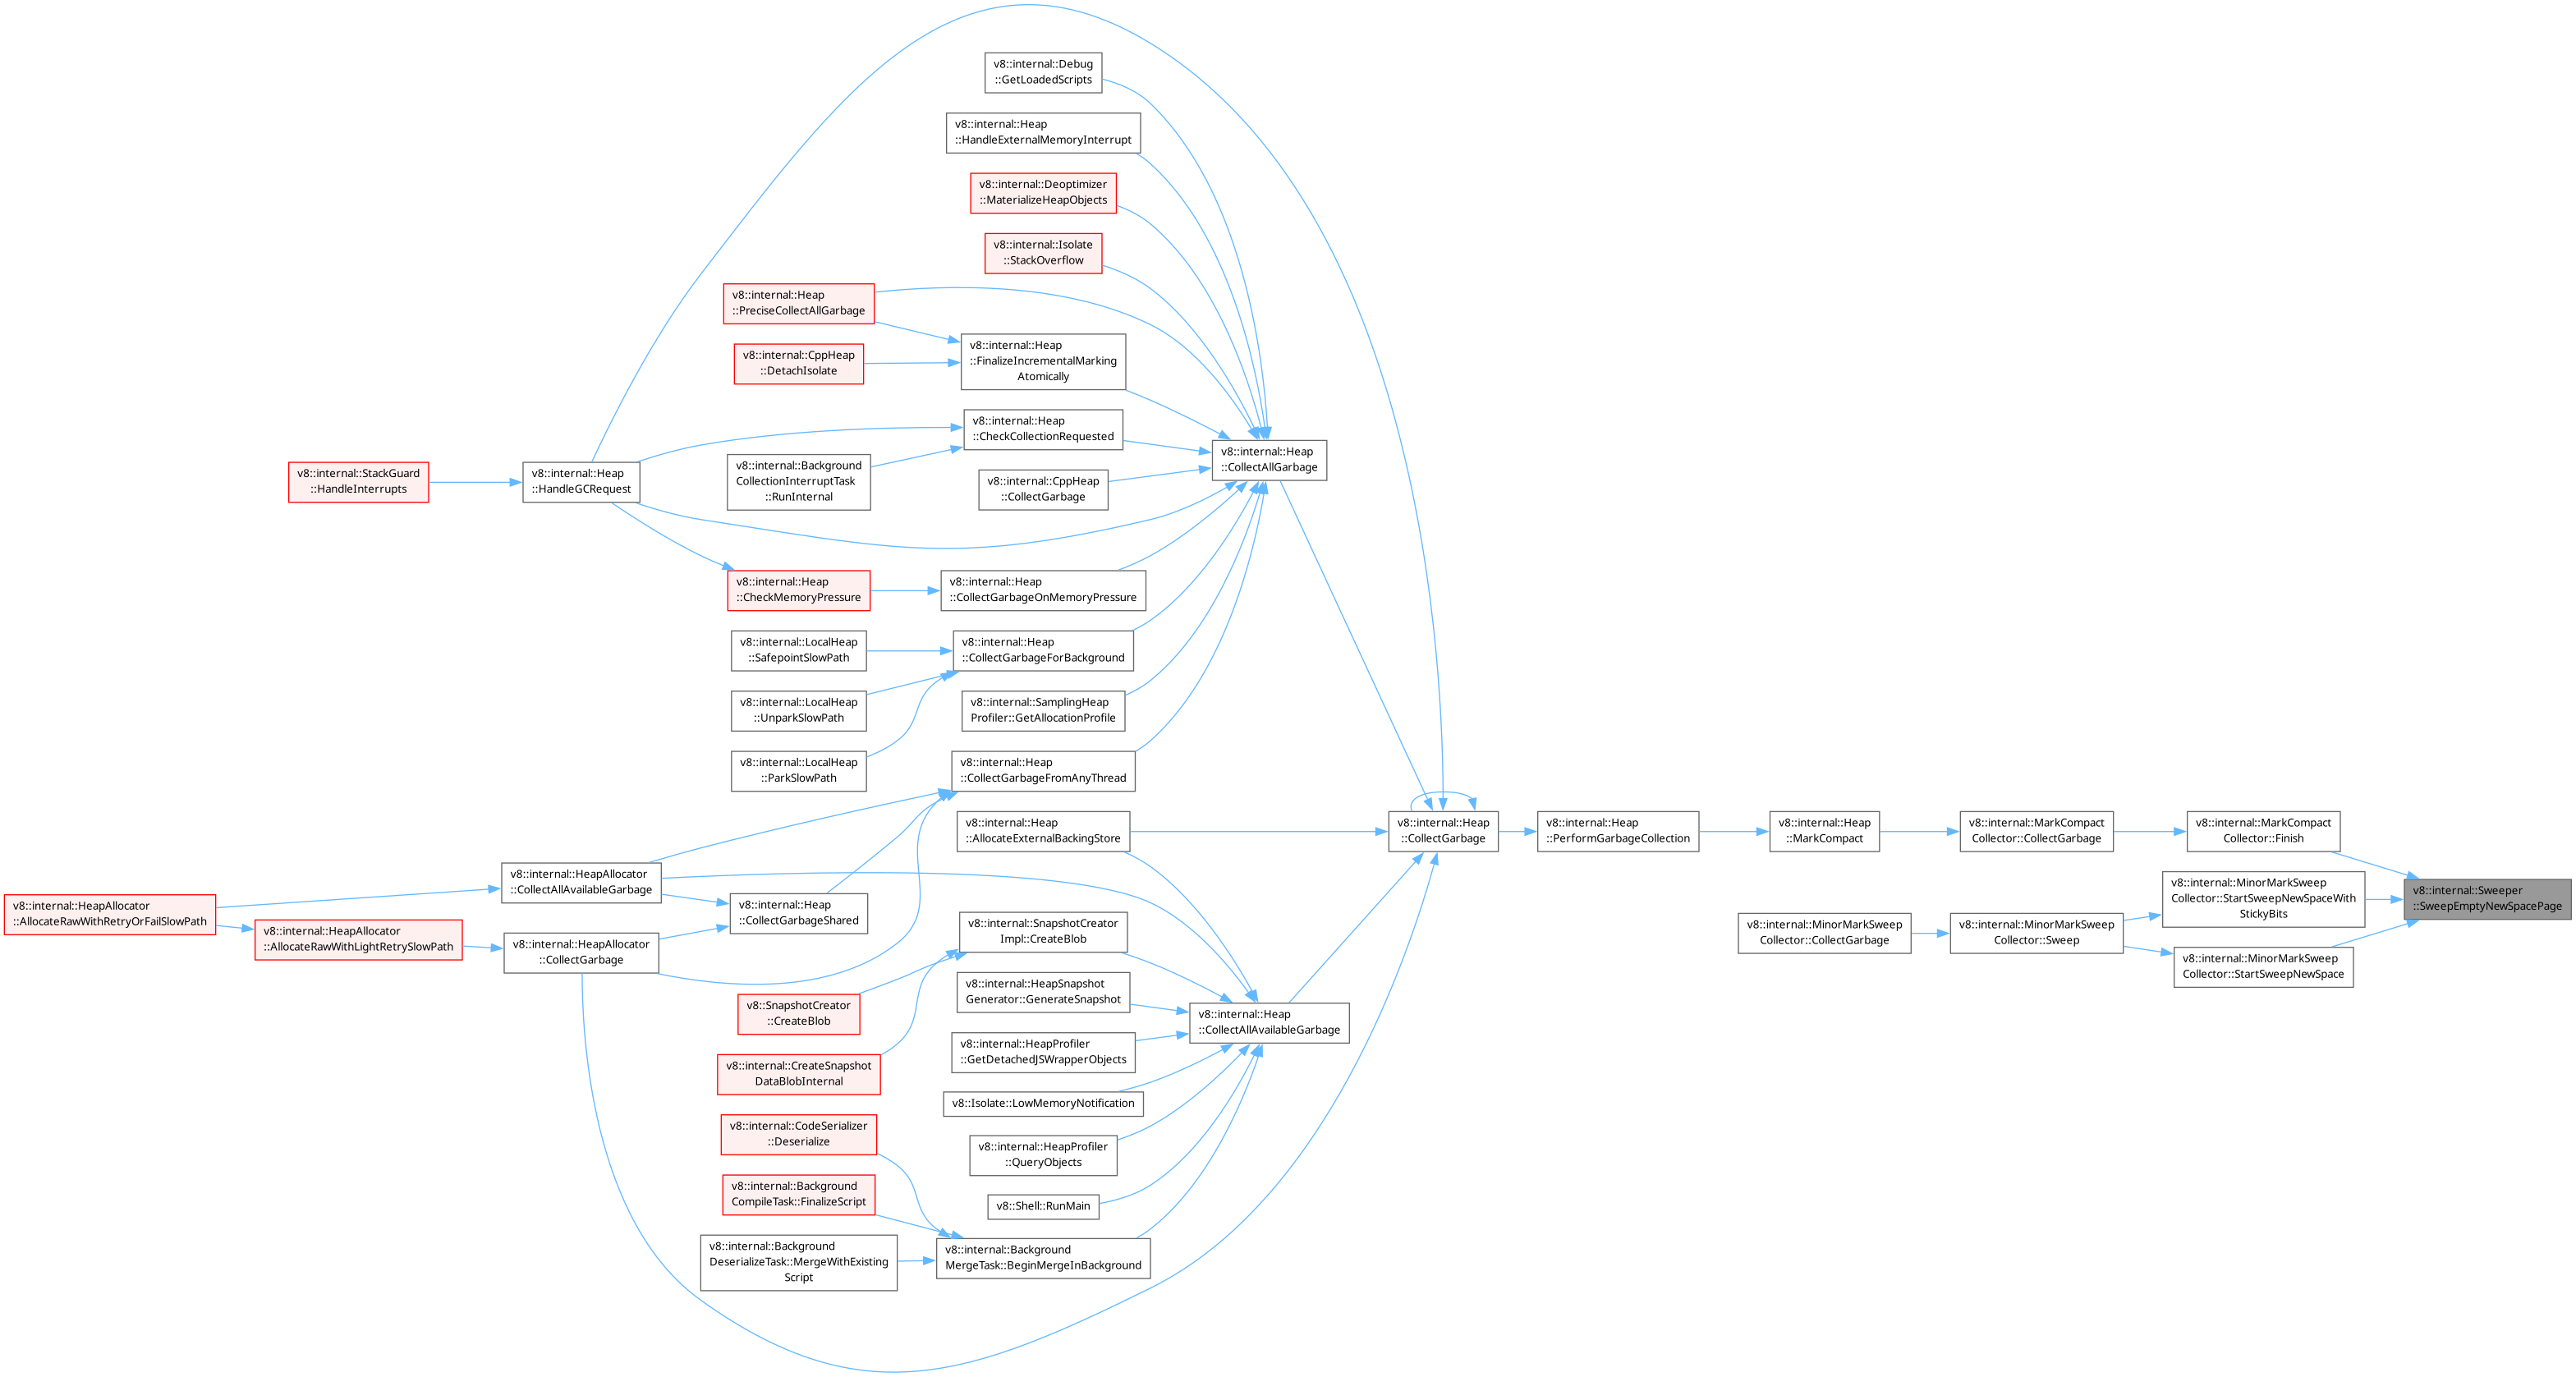 v8::internal::Debug
::GetLoadedScripts
v8::internal::Heap
::HandleExternalMemoryInterrupt
v8::internal::Deoptimizer
::MaterializeHeapObjects
v8::internal::Isolate
::StackOverflow
v8::internal::Heap
::PreciseCollectAllGarbage
v8::internal::Heap
::FinalizeIncrementalMarking
Atomically
v8::internal::CppHeap
::DetachIsolate
v8::internal::Heap
::CheckCollectionRequested
v8::internal::Heap
::CollectAllGarbage
v8::internal::Background
CollectionInterruptTask
::RunInternal
v8::internal::StackGuard
::HandleInterrupts
v8::internal::Heap
::HandleGCRequest
v8::internal::CppHeap
::CollectGarbage
v8::internal::Heap
::CheckMemoryPressure
v8::internal::Heap
::CollectGarbageOnMemoryPressure
v8::internal::LocalHeap
::SafepointSlowPath
v8::internal::Heap
::CollectGarbageForBackground
v8::internal::LocalHeap
::UnparkSlowPath
v8::internal::SamplingHeap
Profiler::GetAllocationProfile
v8::internal::LocalHeap
::ParkSlowPath
v8::internal::Heap
::CollectGarbageFromAnyThread
v8::internal::Heap
::AllocateExternalBackingStore
v8::internal::Heap
::CollectGarbage
v8::internal::Heap
::PerformGarbageCollection
v8::internal::Heap
::MarkCompact
v8::internal::MarkCompact
Collector::CollectGarbage
v8::internal::MarkCompact
Collector::Finish
v8::internal::HeapAllocator
::CollectAllAvailableGarbage
v8::internal::MinorMarkSweep
Collector::StartSweepNewSpaceWith
StickyBits
v8::internal::Sweeper
::SweepEmptyNewSpacePage
v8::internal::HeapAllocator
::AllocateRawWithRetryOrFailSlowPath
v8::internal::Heap
::CollectGarbageShared
v8::internal::HeapAllocator
::AllocateRawWithLightRetrySlowPath
v8::internal::HeapAllocator
::CollectGarbage
v8::internal::SnapshotCreator
Impl::CreateBlob
v8::internal::MinorMarkSweep
Collector::CollectGarbage
v8::internal::MinorMarkSweep
Collector::Sweep
v8::internal::MinorMarkSweep
Collector::StartSweepNewSpace
v8::SnapshotCreator
::CreateBlob
v8::internal::HeapSnapshot
Generator::GenerateSnapshot
v8::internal::Heap
::CollectAllAvailableGarbage
v8::internal::HeapProfiler
::GetDetachedJSWrapperObjects
v8::internal::CreateSnapshot
DataBlobInternal
v8::Isolate::LowMemoryNotification
v8::internal::CodeSerializer
::Deserialize
v8::internal::HeapProfiler
::QueryObjects
v8::internal::Background
CompileTask::FinalizeScript
v8::Shell::RunMain
v8::internal::Background
DeserializeTask::MergeWithExisting
Script
v8::internal::Background
MergeTask::BeginMergeInBackground